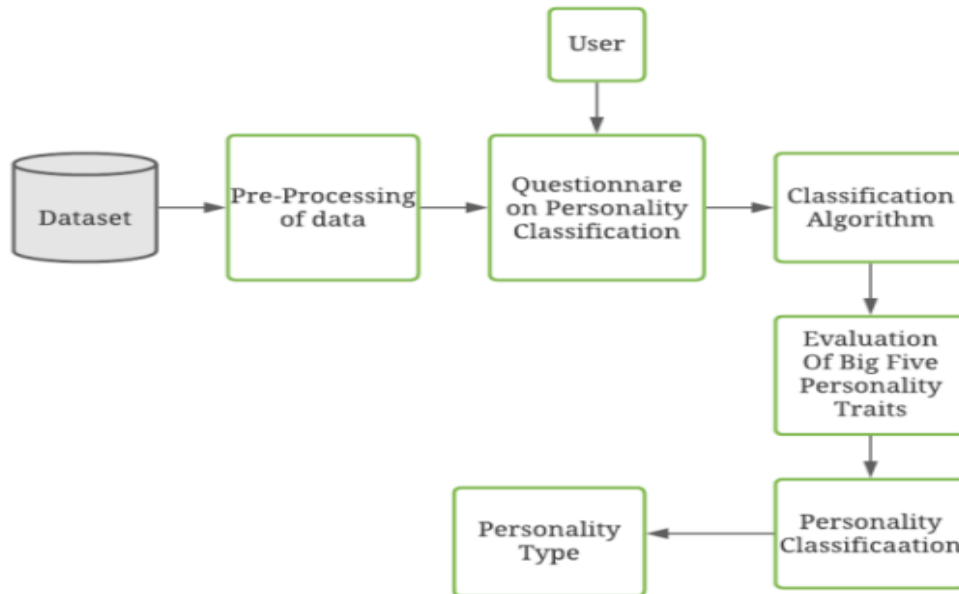 User
Dataset
Pre-Processing
of data
Questionnare
on Personality
Classification
Classification
Algorithm
Evaluation
Of Big Five
Personality
Traits
Personality
Classificaation
Personality
Type